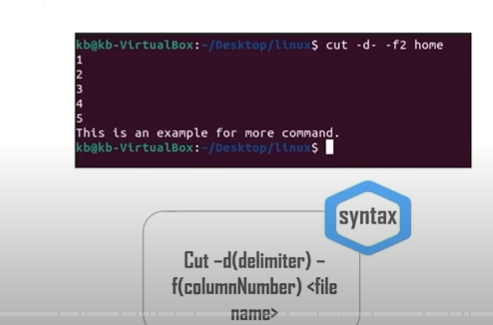 kb@kb-VirtualBox:~/Desktop/linux$ cut -d- -f2 home
1
2
3
4
5
This is an example for more command.
kb@kb-VirtualBox:~/Desktop/linux$
syntax
Cut –d(delimiter) –
f(columnNumber) <file
name>